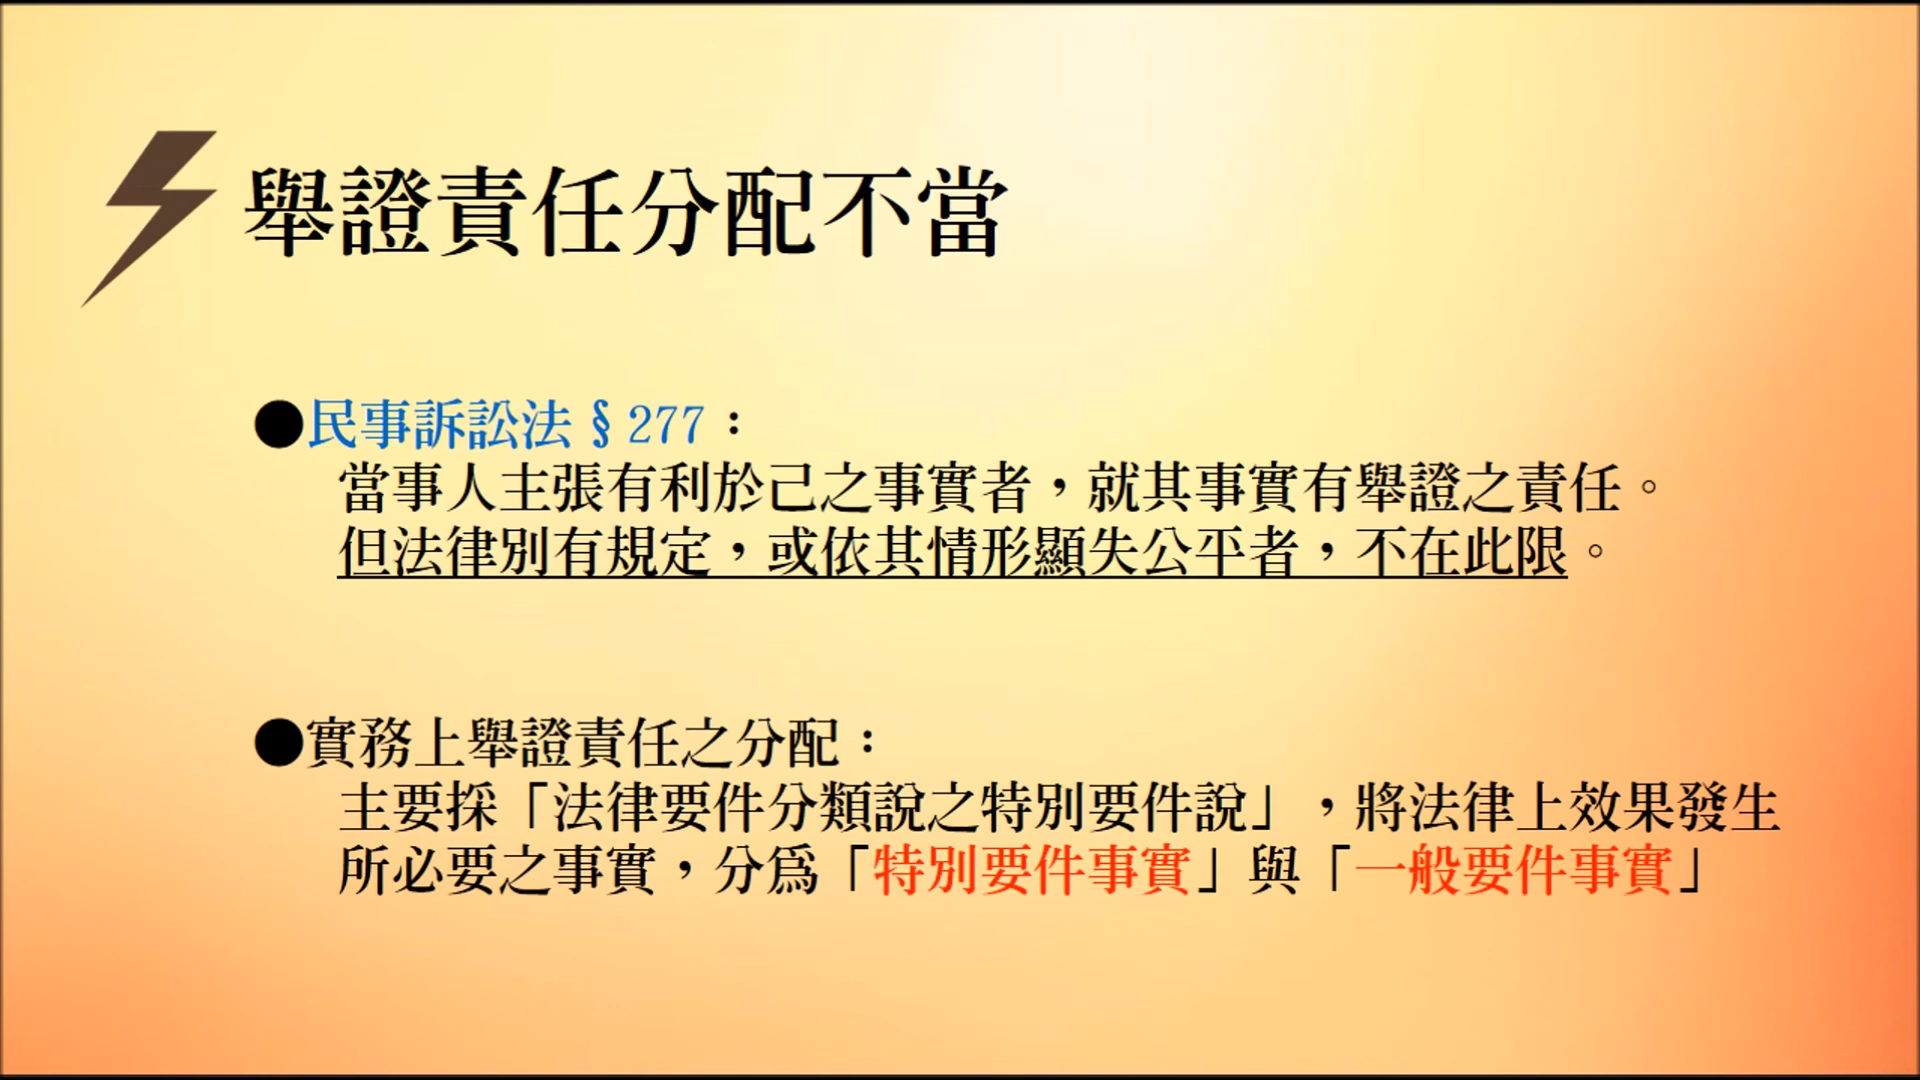 舉證責任分配不當
●民事訴訟法§277：
當事人主張有利於己之事實者，就其事實有舉證之責任。
但法律別有規定，或依其情形顯失公平者，不在此限。
●實務上舉證責任之分配：
主要採「法律要件分類說之特別要件說」，將法律上效果發生
所必要之事實，分為「特別要件事實」與「一般要件事實」